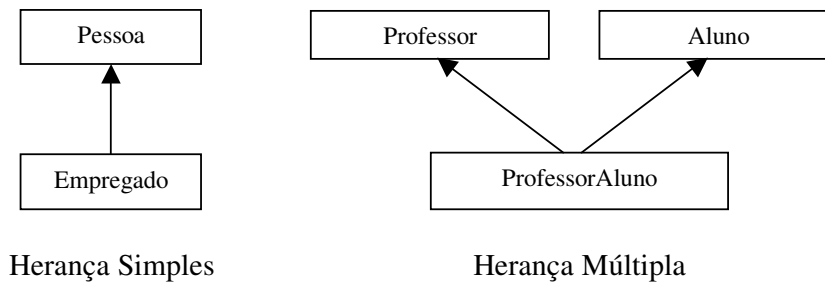 Pessoa
Empregado
Herança Simples
Professor
Aluno
ProfessorAluno
Herança Múltipla